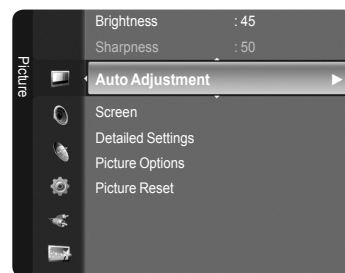 Picture
Brightness : 45
Sharpness : 50
Auto Adjustment ►
Screen
Detailed Settings
Picture Options
Picture Reset